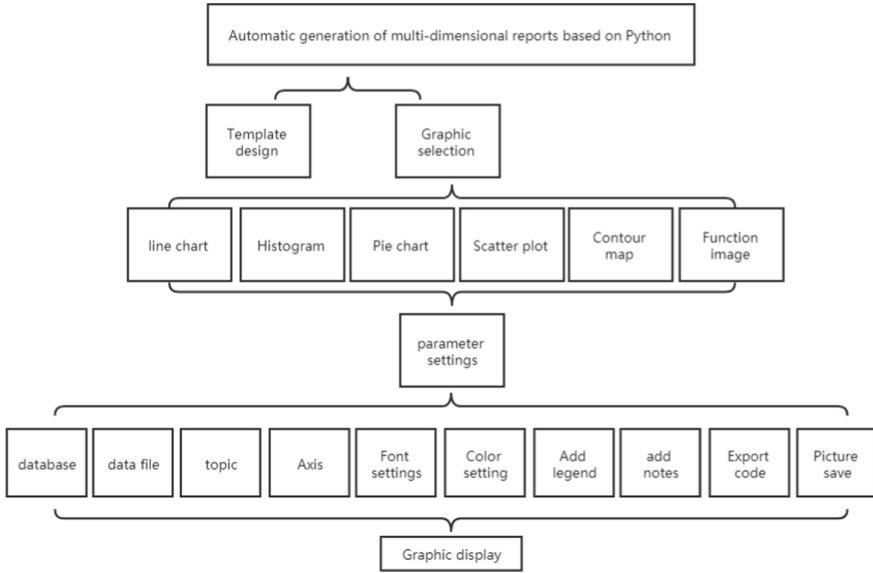 Automatic generation of multi-dimensional reports based on Python
Template
design
Graphic
selection
line chart
Histogram
Pie chart
Scatter plot
Contour
map
Function
image
parameter
settings
database
data file
topic
Axis
Font
settings
Color
setting
Add
legend
add
notes
Export
code
Picture
save
Graphic display